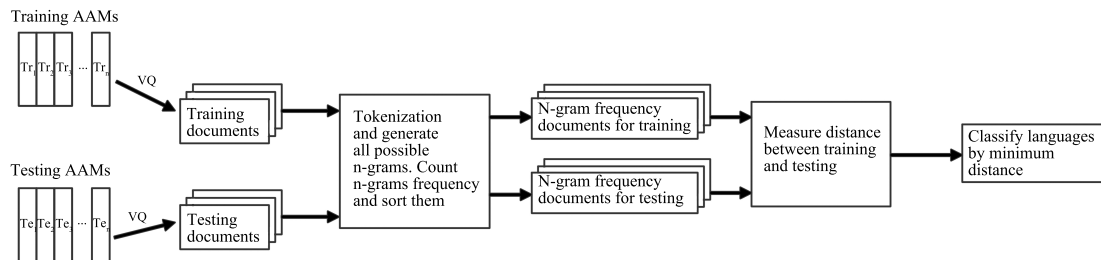 Training AAMs
Tr1 Tr2 Tr3 ... Trn
VQ
Training
documents
Testing AAMs
Te1 Te2 Te3 ... Ten
VQ
Testing
documents
Tokenization
and generate
all possible
n-grams. Count
n-grams frequency
and sort them
N-gram frequency
documents for training
N-gram frequency
documents for testing
Measure distance
between training
and testing
Classify languages
by minimum
distance